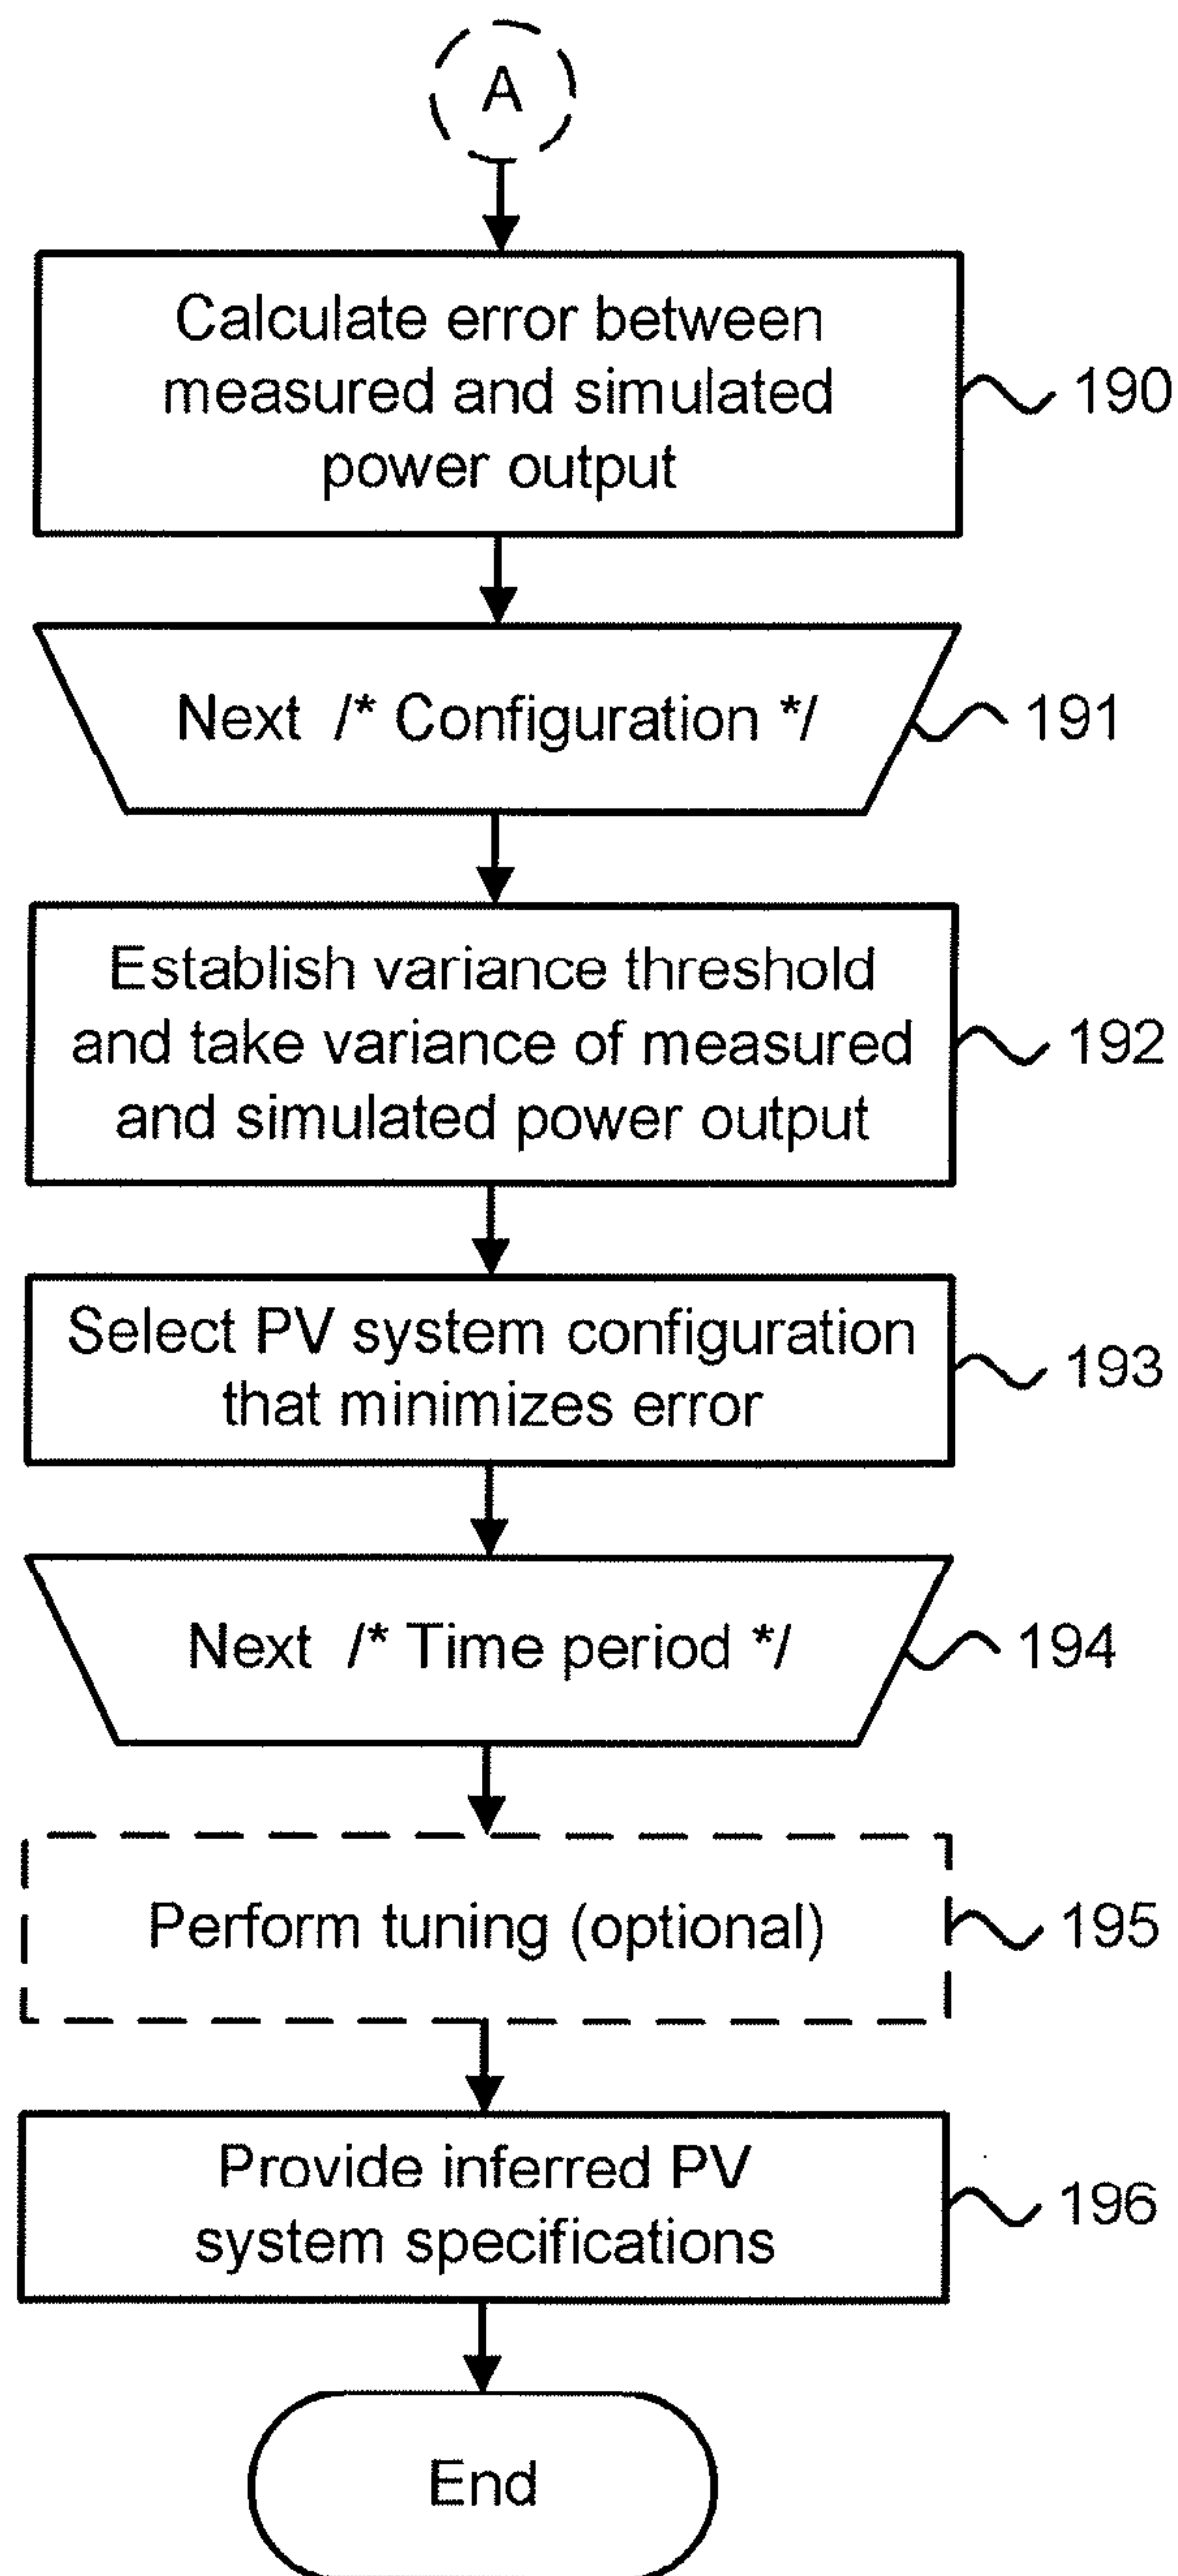 A
Calculate error between
measured and simulated
power output
190
Next /* Configuration */
191
Establish variance threshold
and take variance of measured
and simulated power output
192
Select PV system configuration
that minimizes error
193
Next /* Time period */
194
Perform tuning (optional)
195
Provide inferred PV
system specifications
196
End